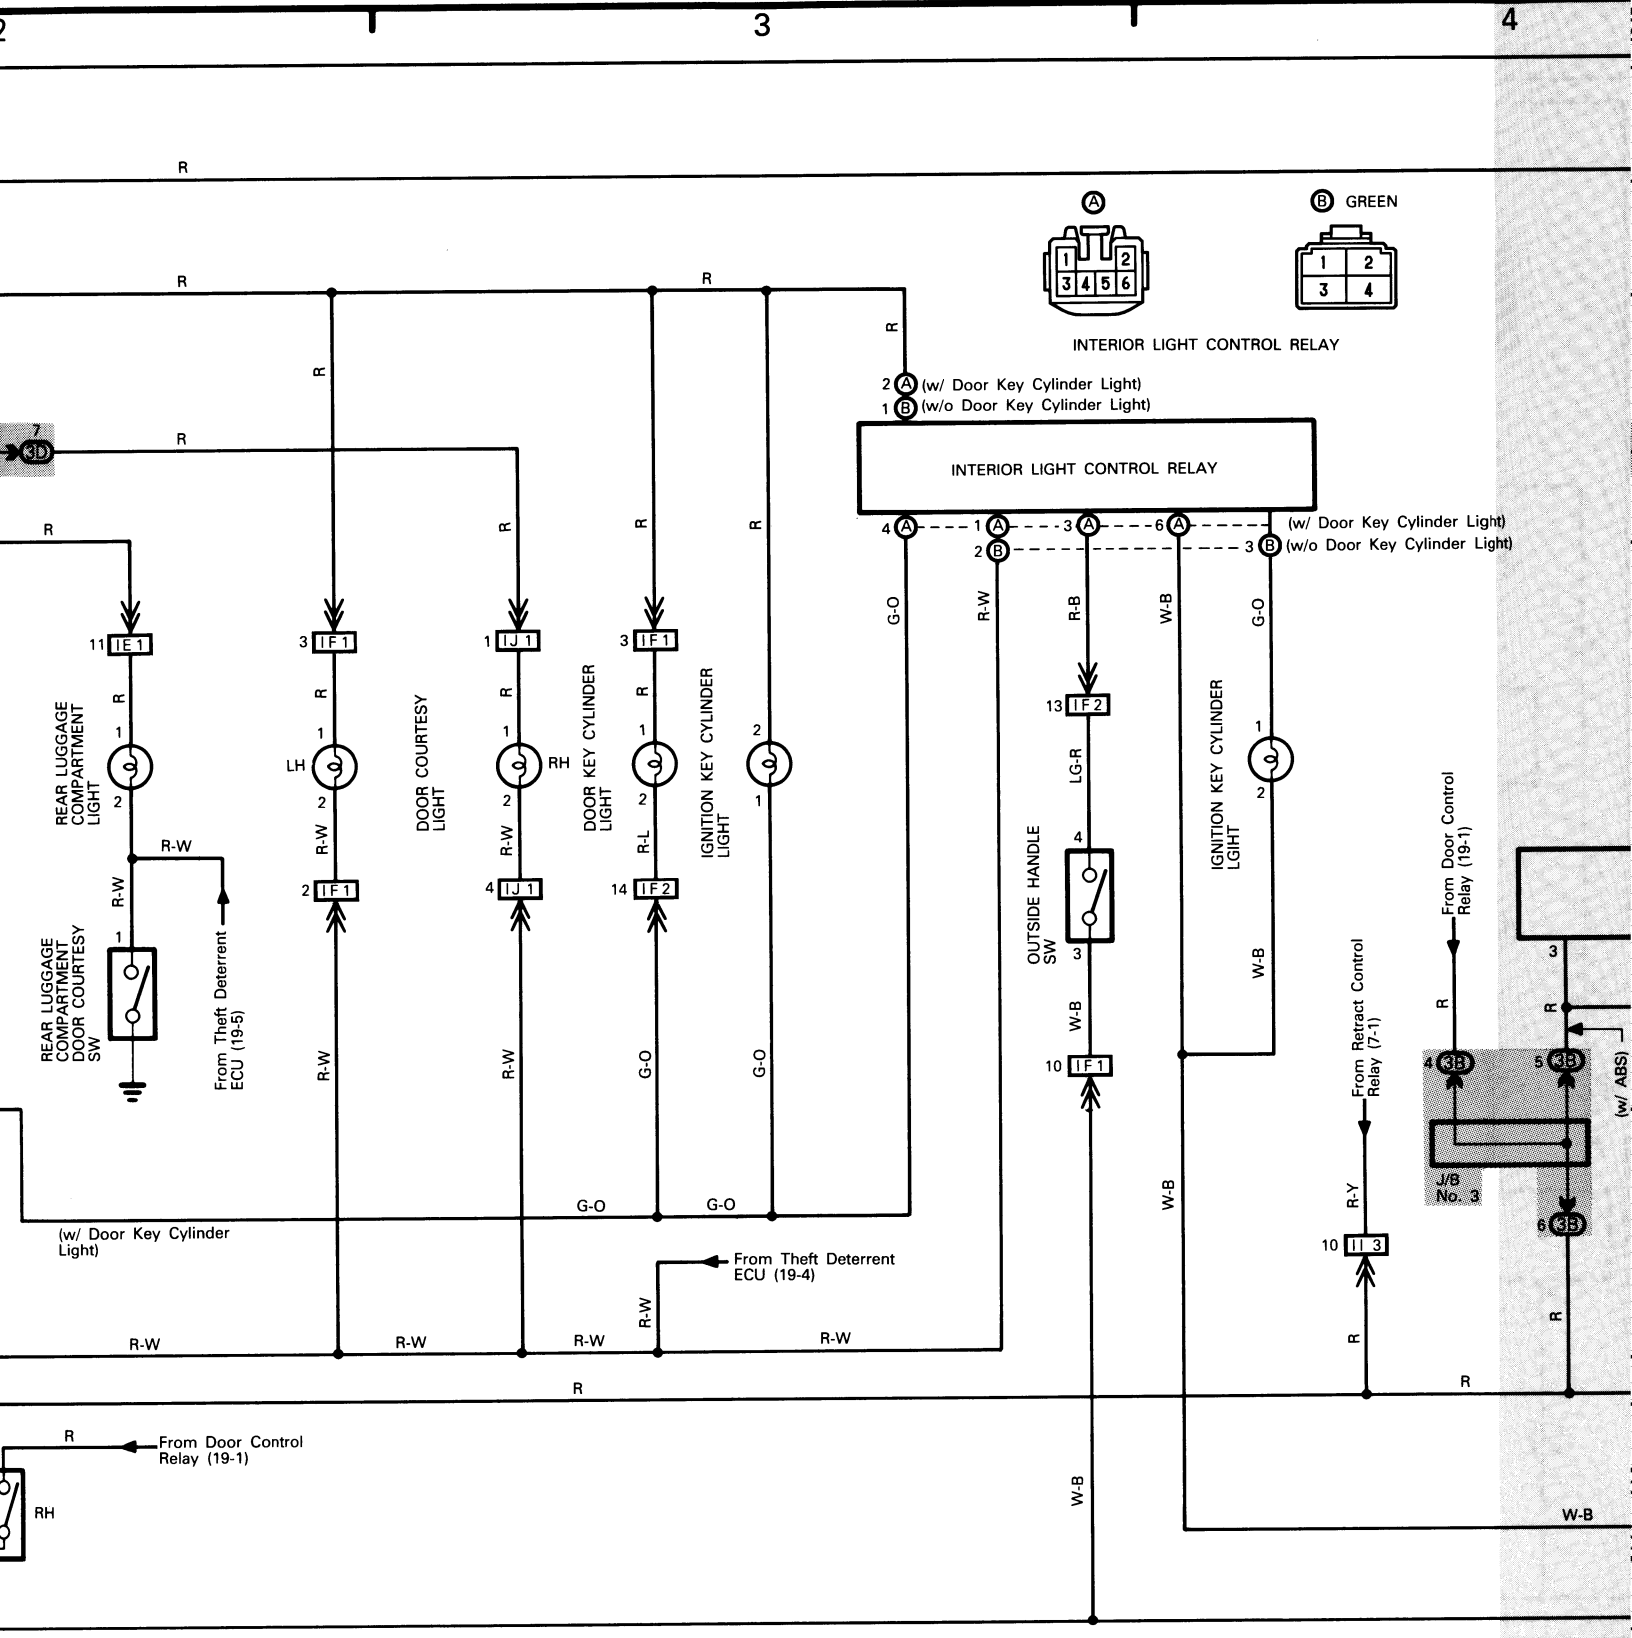 2
3
4
R
A
B GREEN
1 2
3 4 5 6
1 2
3 4
INTERIOR LIGHT CONTROL RELAY
R
R
R
R
2 A (w/ Door Key Cylinder Light)
1 B (w/o Door Key Cylinder Light)
INTERIOR LIGHT CONTROL RELAY
7
3D
R
R
R
R
R
R
4 A 1 A 3 A 6 A (w/ Door Key Cylinder Light)
2 B 3 B (w/o Door Key Cylinder Light)
G-O
R-W
R-B
W-B
G-O
11 IE1
3 IF1
1 IJ1
3 IF1
13 IF2
R
R
R
R
LG-R
REAR LUGGAGE
COMPARTMENT
LIGHT
1
2
LH
1
2
DOOR COURTESY
LIGHT
1
2
RH
DOOR KEY CYLINDER
LIGHT
1
2
IGNITION KEY CYLINDER
LIGHT
2
1
IGNITION KEY CYLINDER
LGIHT
1
2
R-W
R-W
R-W
R-W
R-L
2 IF1
4 IJ1
14 IF2
OUTSIDE HANDLE
SW
4
3
W-B
W-B
10 IF1
REAR LUGGAGE
COMPARTMENT
DOOR COURTESY
SW
1
From Theft Deterrent
ECU (19-5)
R-W
R-W
G-O
G-O
From Door Control
Relay (19-1)
R
From Retract Control
Relay (7-1)
R-Y
3
R
(w/ ABS)
4 3B
5 3B
J/B
No. 3
6 3B
10 II 3
R
R
W-B
G-O
G-O
(w/ Door Key Cylinder
Light)
From Theft Deterrent
ECU (19-4)
R-W
R-W
R-W
R-W
R-W
R
R
R
From Door Control
Relay (19-1)
RH
W-B
W-B